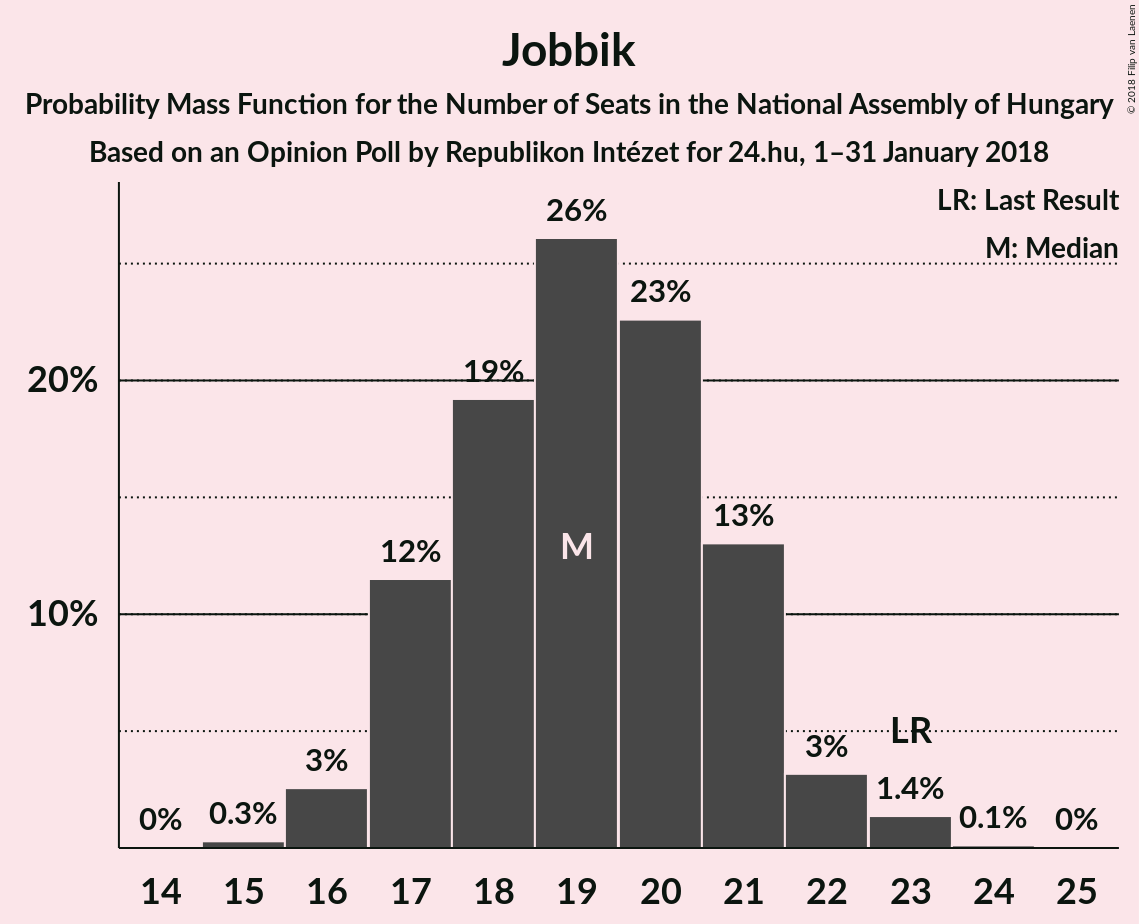 Jobbik
Probability Mass Function for the Number of Seats in the National Assembly of Hungary
Based on an Opinion Poll by Republikon Intézet for 24.hu, 1–31 January 2018
© 2018 Filip van Laenen
LR: Last Result
M: Median
20%
10%
0%
0.3%
3%
12%
19%
26%
23%
13%
3%
1.4%
0.1%
0%
M
LR
14 15 16 17 18 19 20 21 22 23 24 25